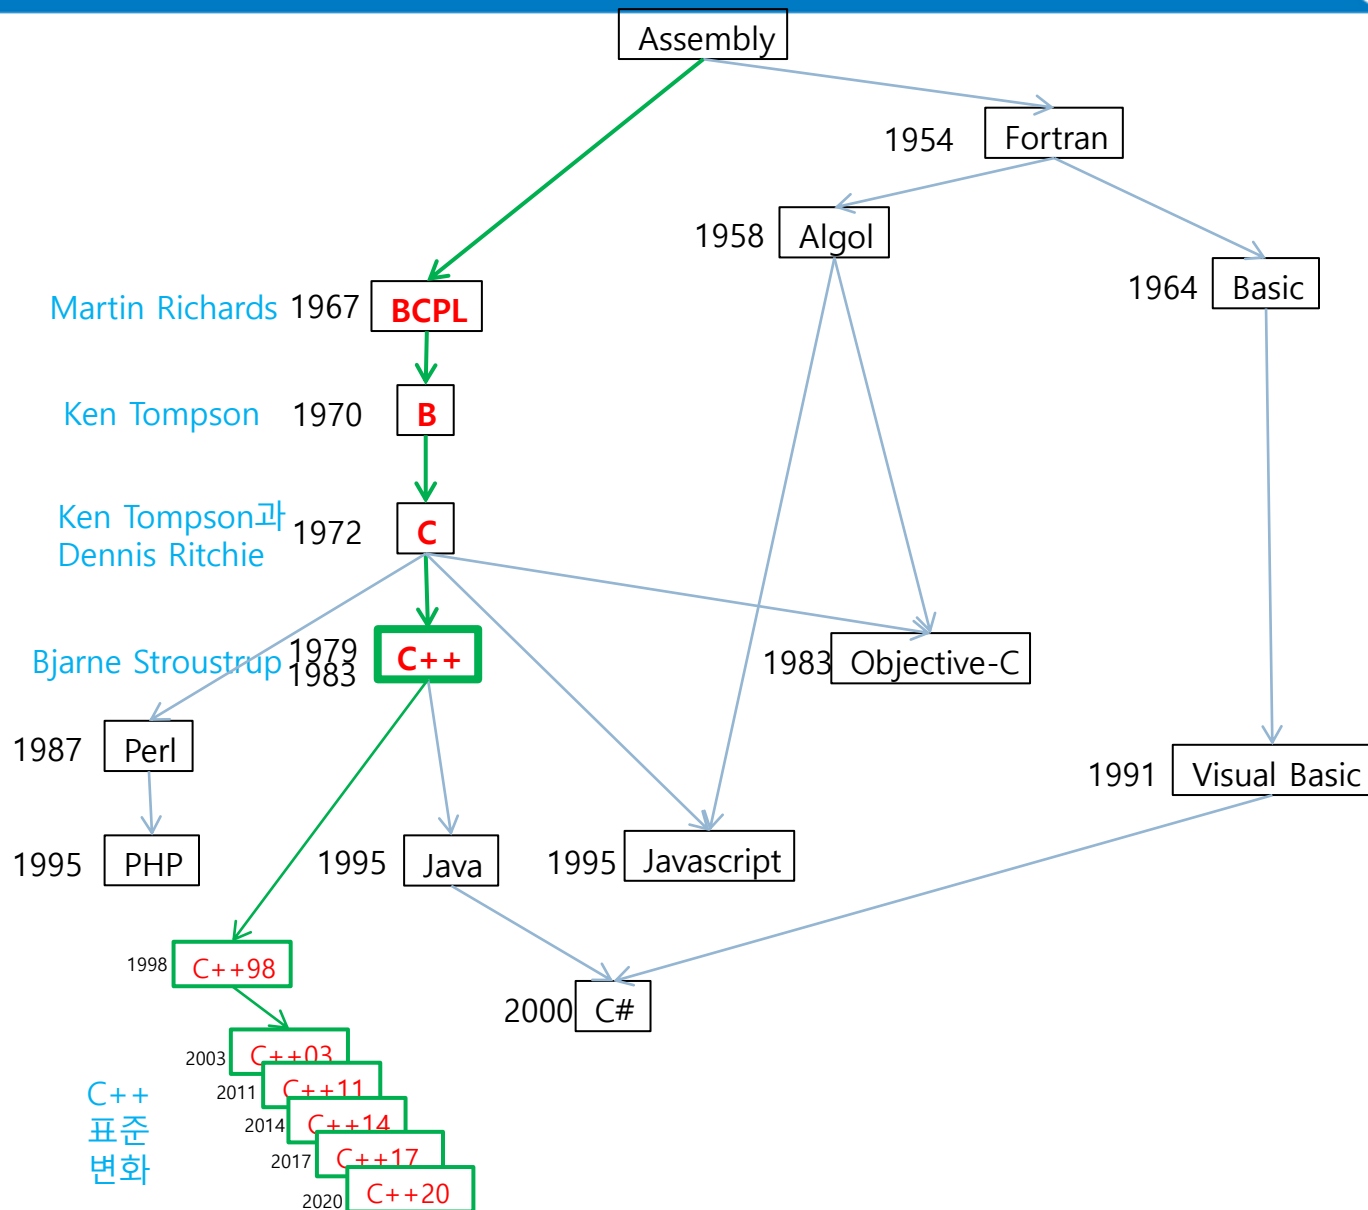 Assembly
1954 Fortran
1958 Algol
1964 Basic
Martin Richards 1967 BCPL
Ken Tompson 1970 B
Ken Tompson과
Dennis Ritchie
1972 C
Bjarne Stroustrup 1979
1983
C++
1983 Objective-C
1987 Perl
1991 Visual Basic
1995 PHP
1995 Java
1995 Javascript
1998 C++98
2000 C#
2003 C++03
2011 C++11
2014 C++14
2017 C++17
2020 C++20
C++
표준
변화